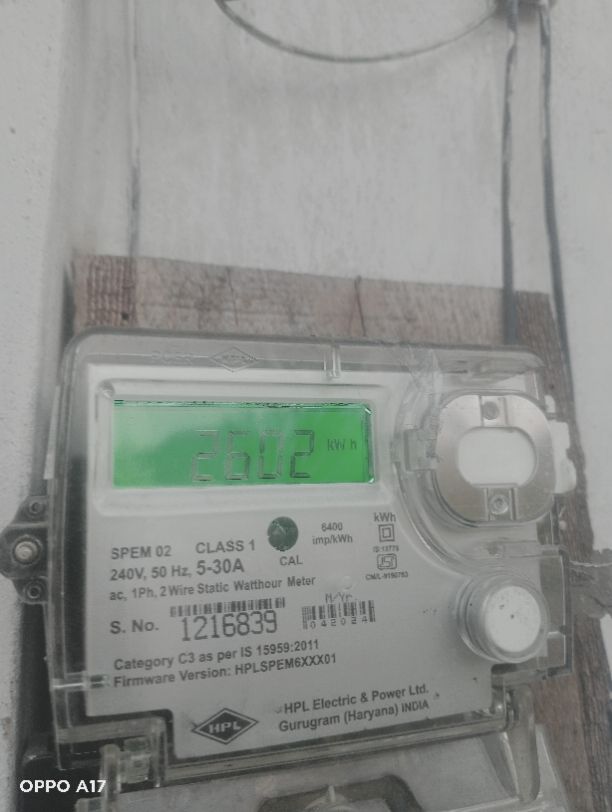 2602 kWh
SPEM 02 CLASS 1
CAL
6400
imp/kWh
kWh
240V, 50 Hz, 5-30A
ac, 1Ph, 2Wire Static Watthour Meter
M/Yr.
042024
S. No. 1216839
Category C3 as per IS 15959:2011
Firmware Version: HPLSPEM6XXX01
HPL
HPL Electric & Power Ltd.
Gurugram (Haryana) INDIA
OPPO A17